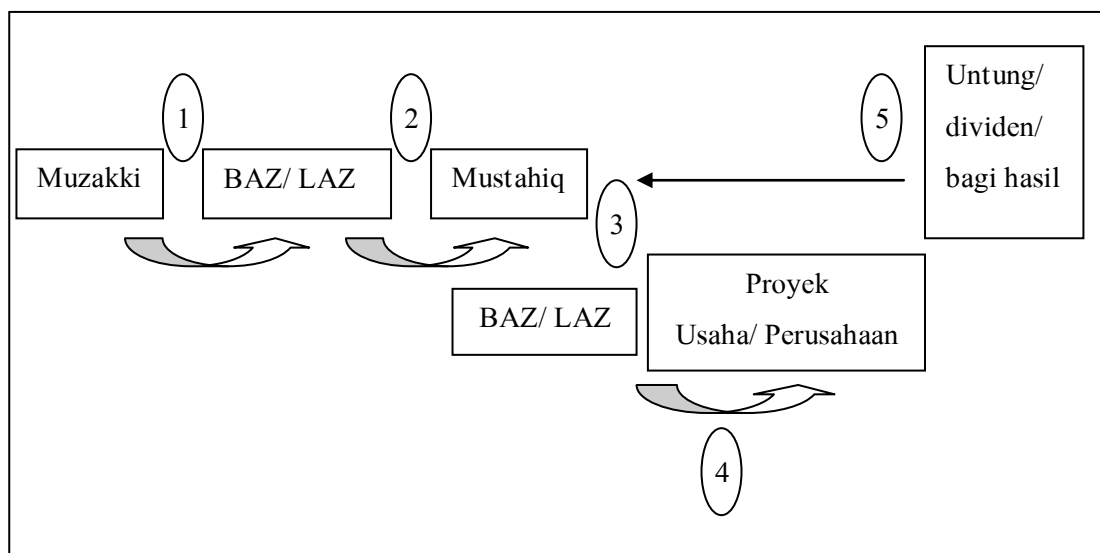 Untung/
dividen/
bagi hasil
1
2
5
Muzakki
BAZ/ LAZ
Mustahiq
3
BAZ/ LAZ
Proyek
Usaha/ Perusahaan
4